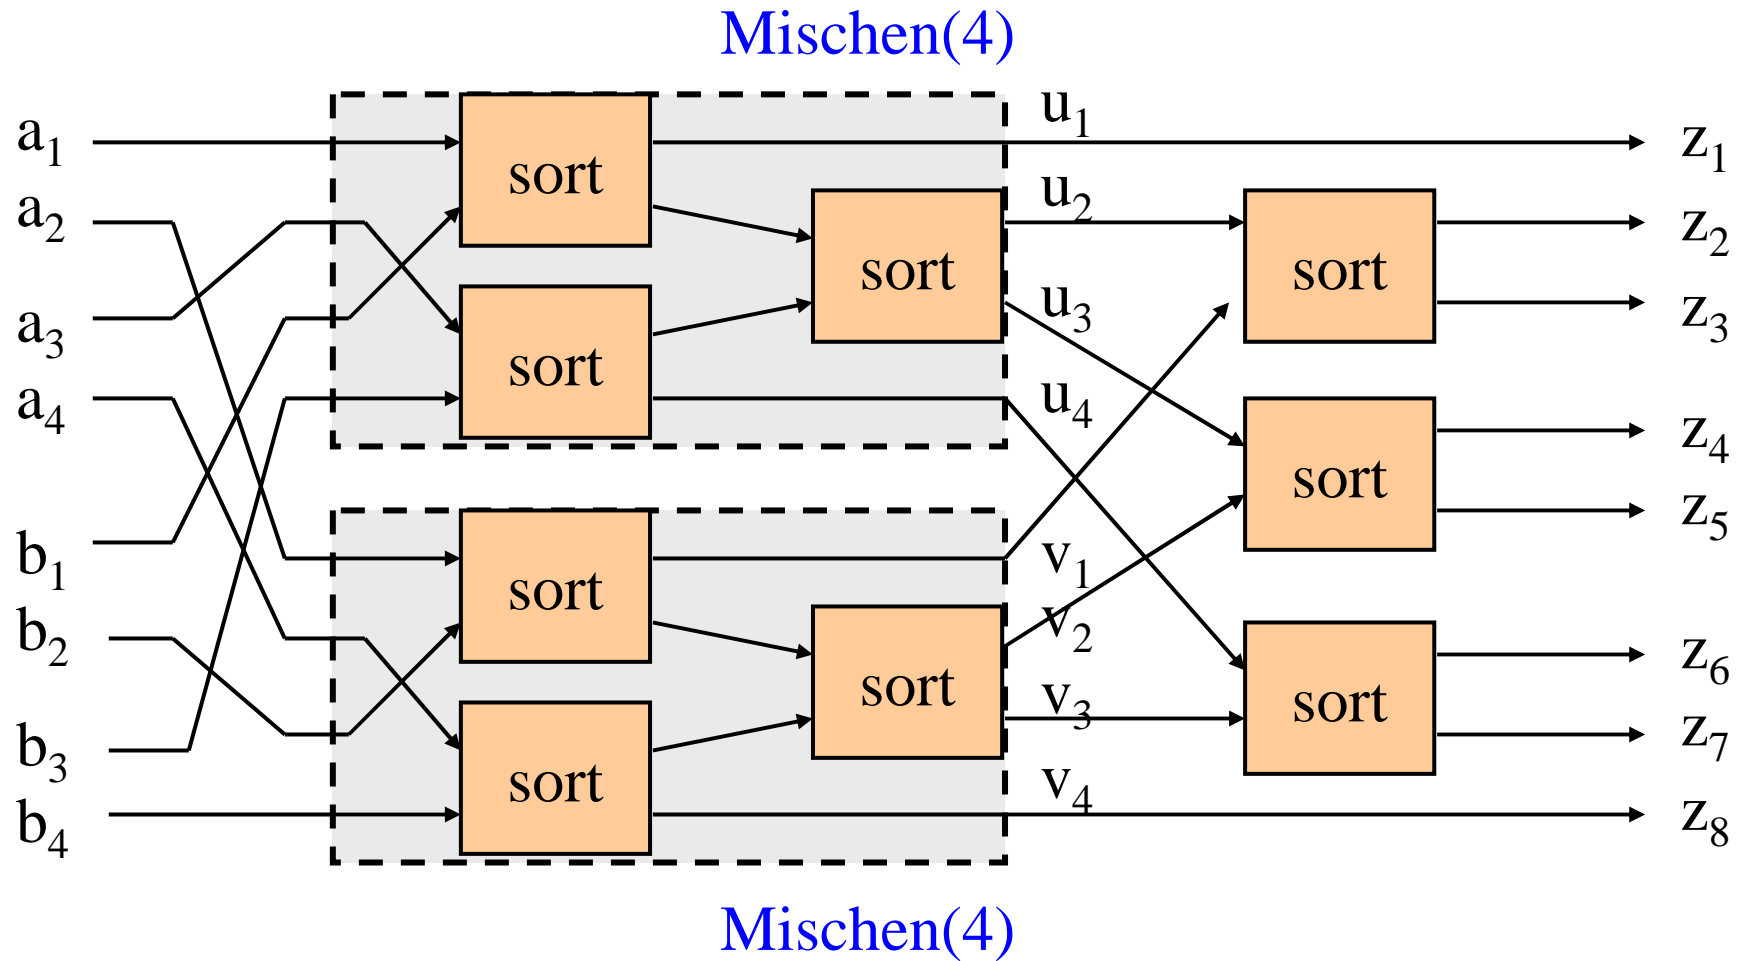 Mischen(4)
a1
a2
a3
a4
b1
b2
b3
b4
sort
sort
sort
sort
sort
sort
sort
u1
u2
u3
u4
v1
v2
v3
v4
sort
sort
z1
z2
z3
z4
z5
z6
z7
z8
Mischen(4)